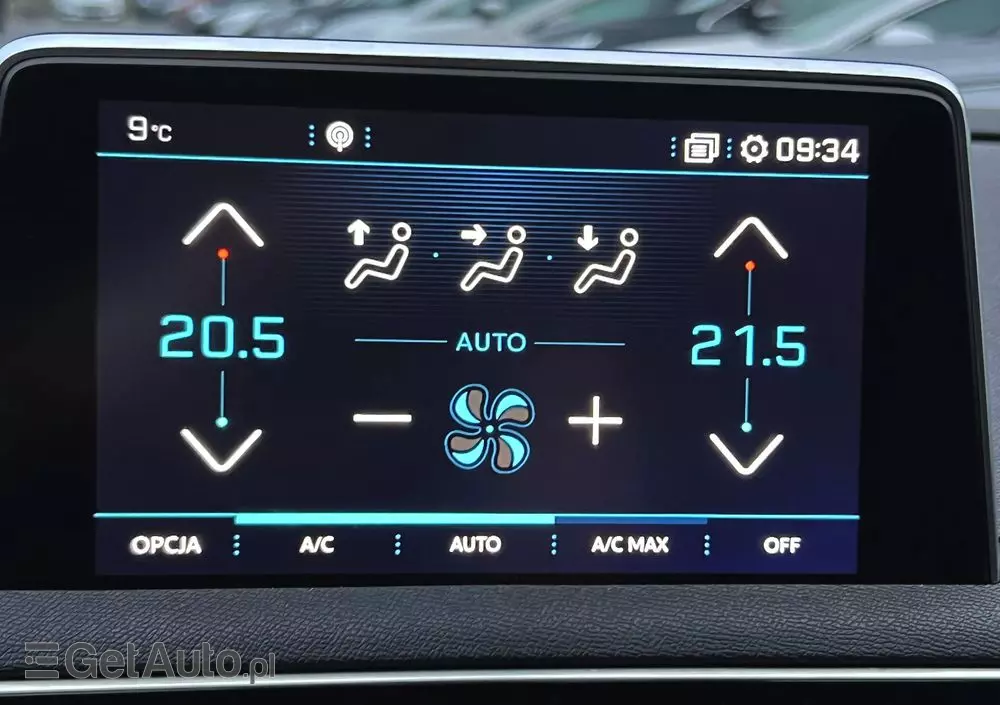 9°C 09:34
20.5 AUTO 21.5
OPCJA A/C AUTO A/C MAX OFF
GetAuto.pl